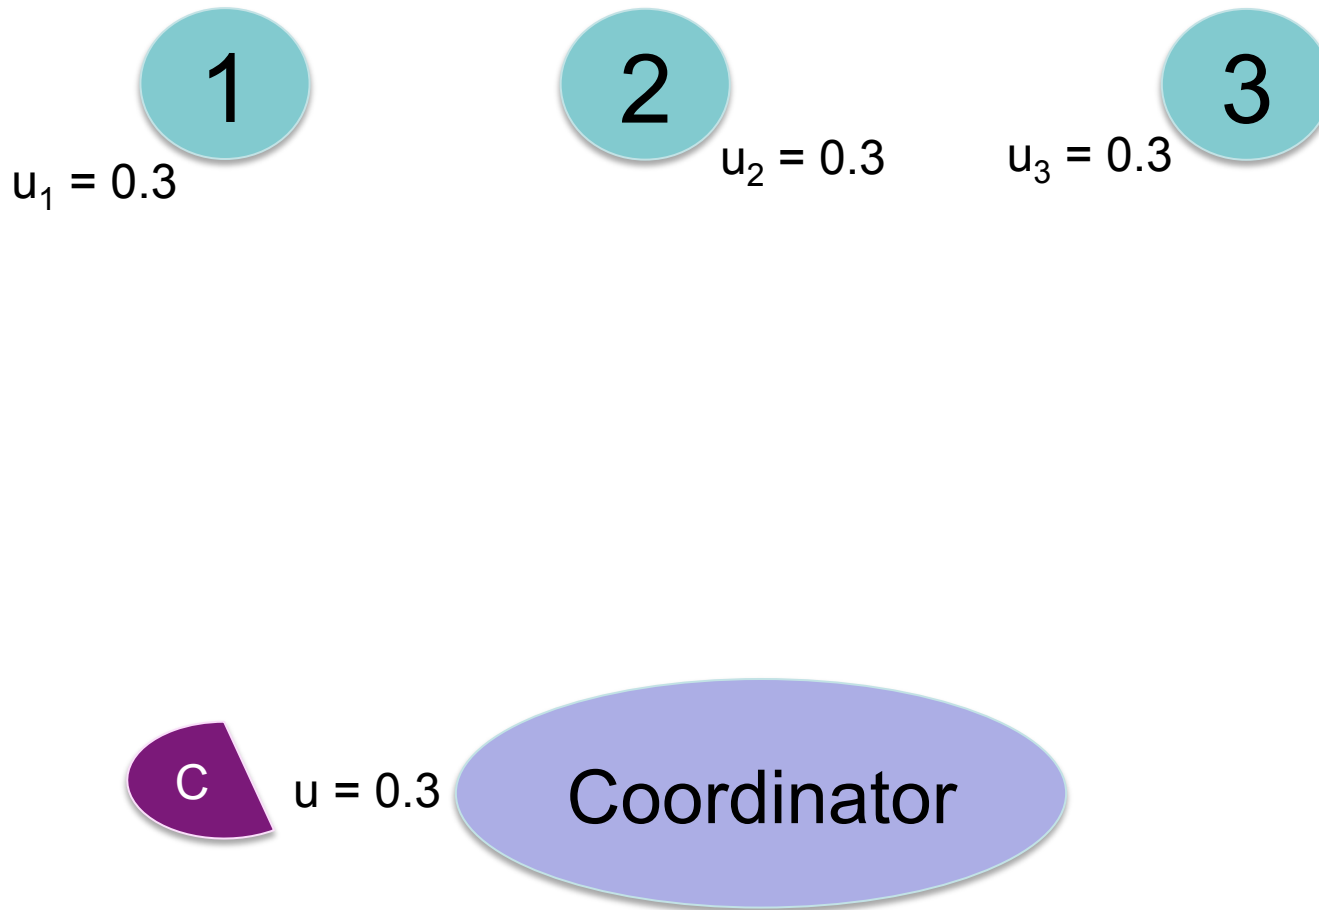 1
2
3
u₁ = 0.3
u₂ = 0.3
u₃ = 0.3
C
u = 0.3
Coordinator